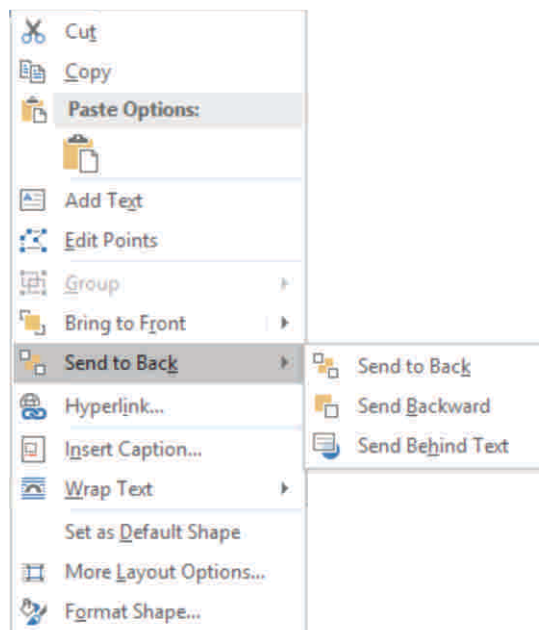 Cut
Copy
Paste Options:
Add Text
Edit Points
Group
Bring to Front
Send to Back
Hyperlink...
Insert Caption...
Wrap Text
Set as Default Shape
More Layout Options...
Format Shape...
Send to Back
Send Backward
Send Behind Text